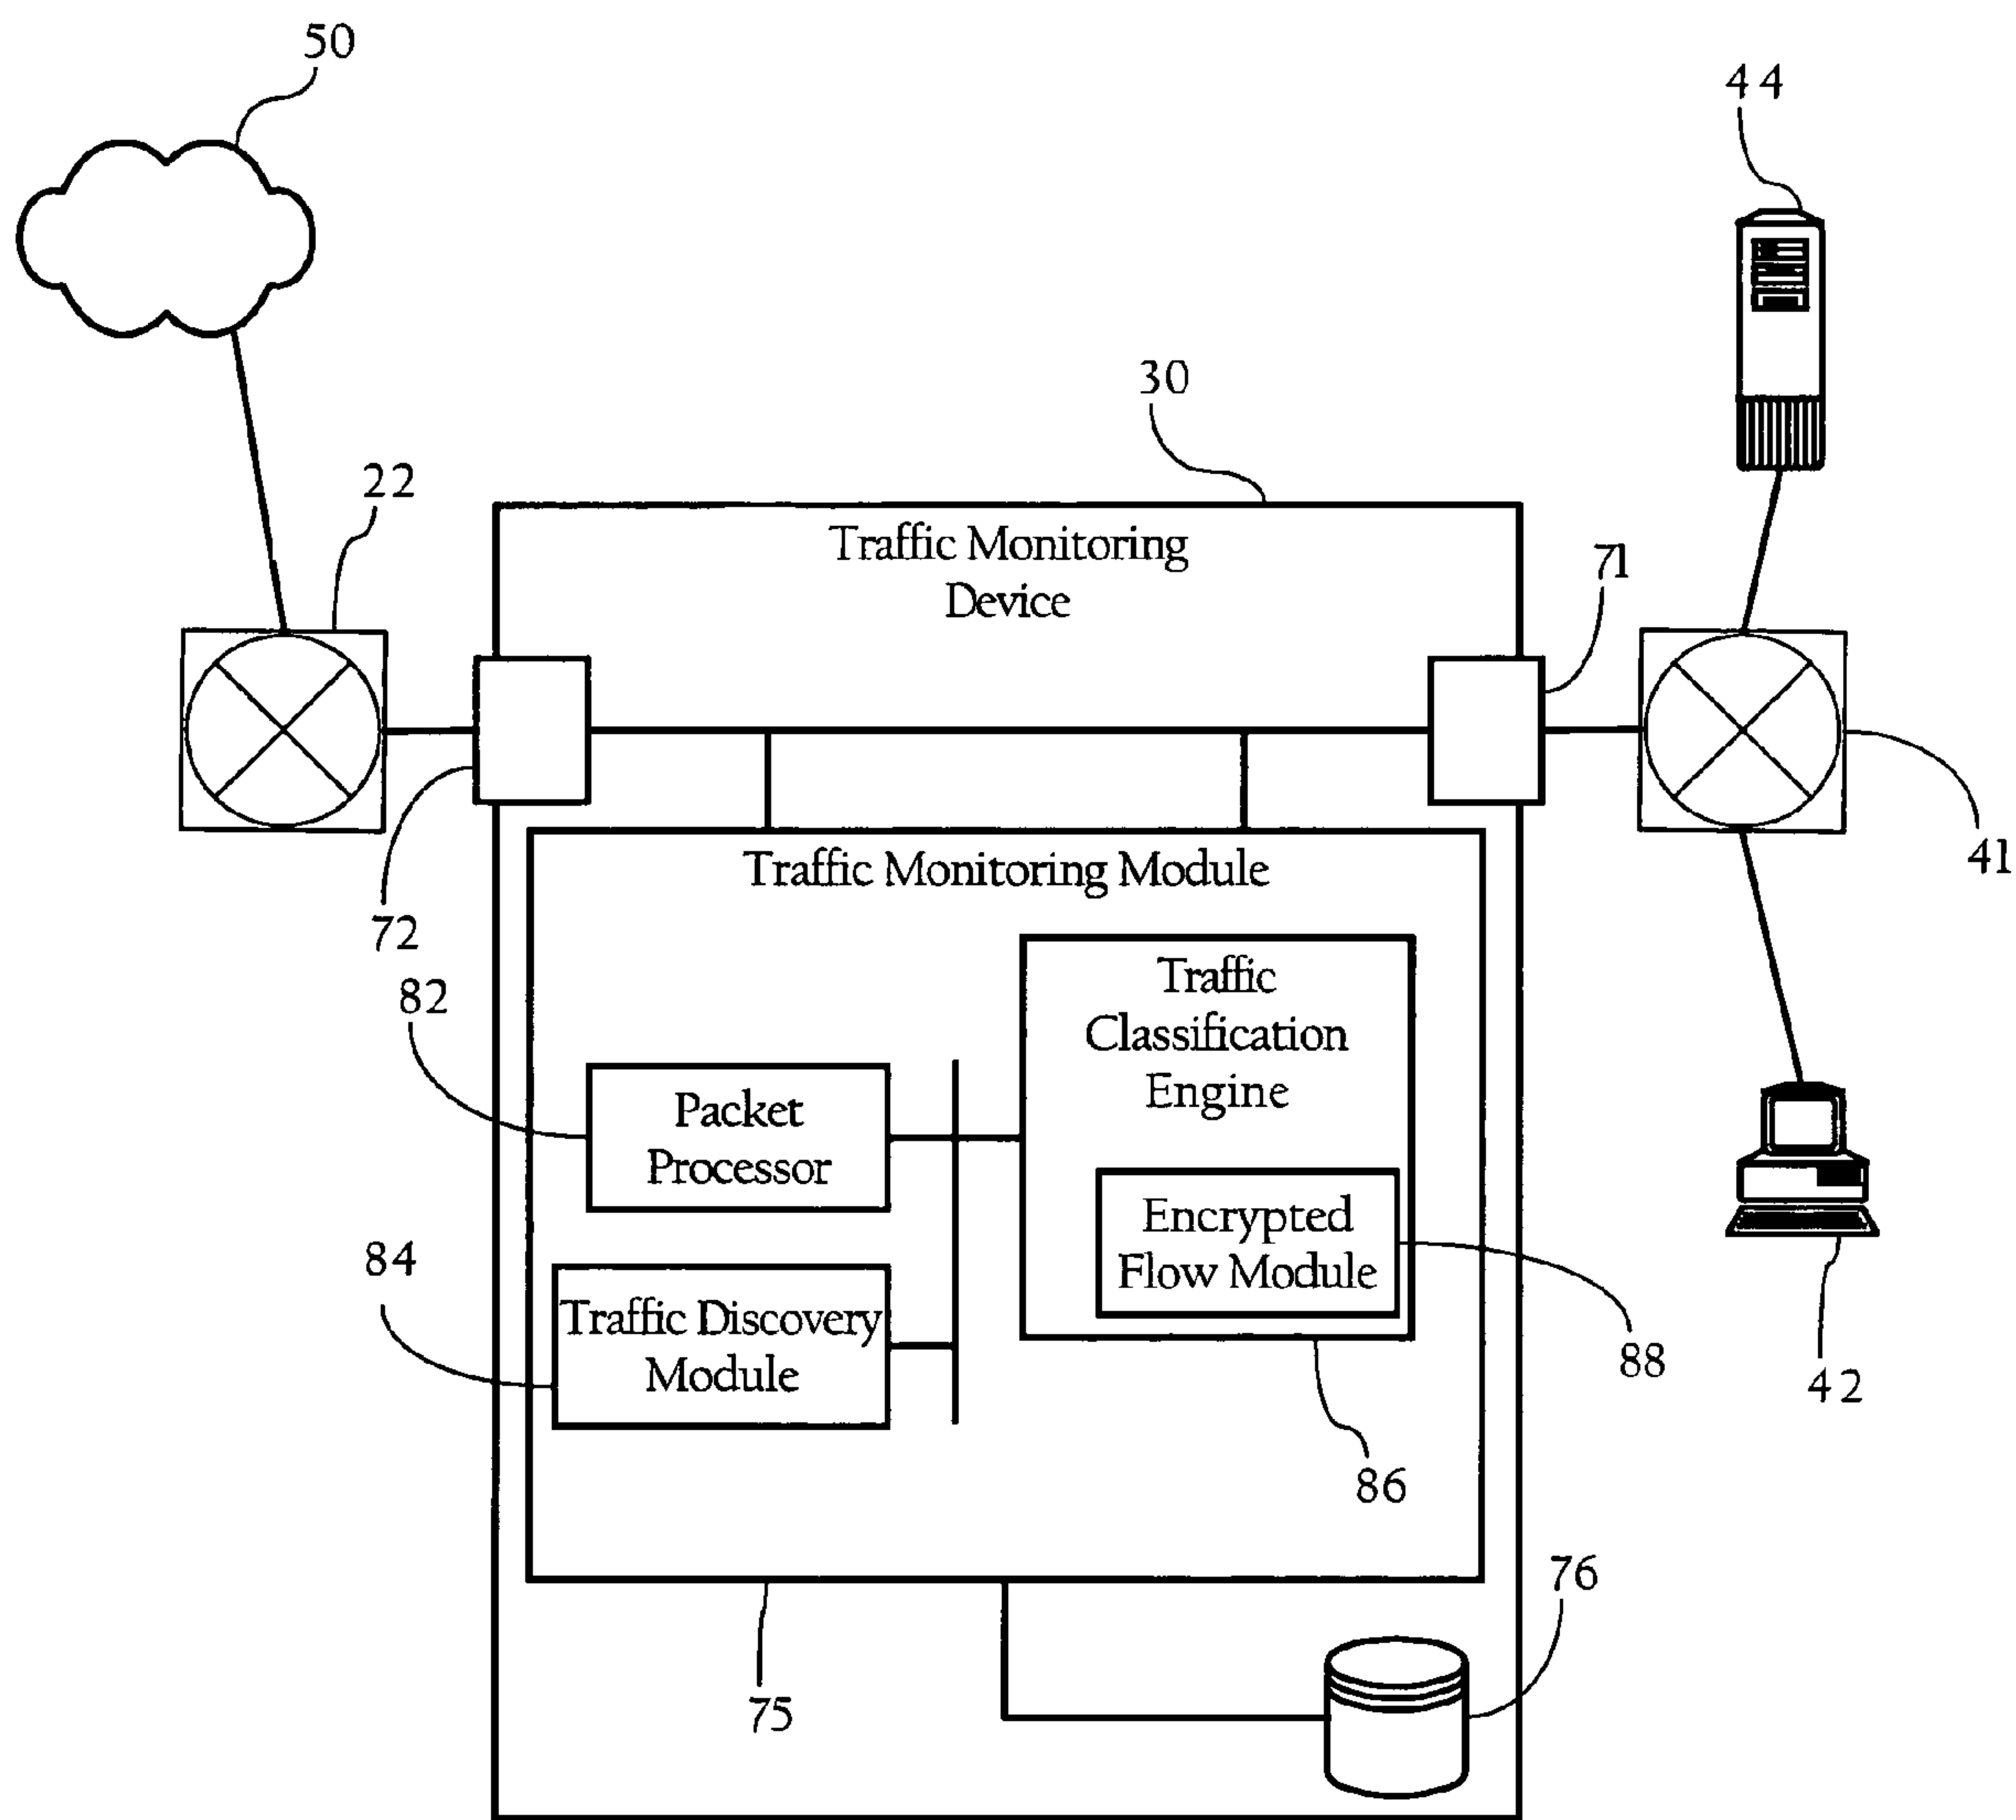 50
44
30
22
Traffic Monitoring
Device
71
41
Traffic Monitoring Module
72
82
Traffic
Classification
Engine
Packet
Processor
Encrypted
Flow Module
84
Traffic Discovery
Module
88
42
86
76
75